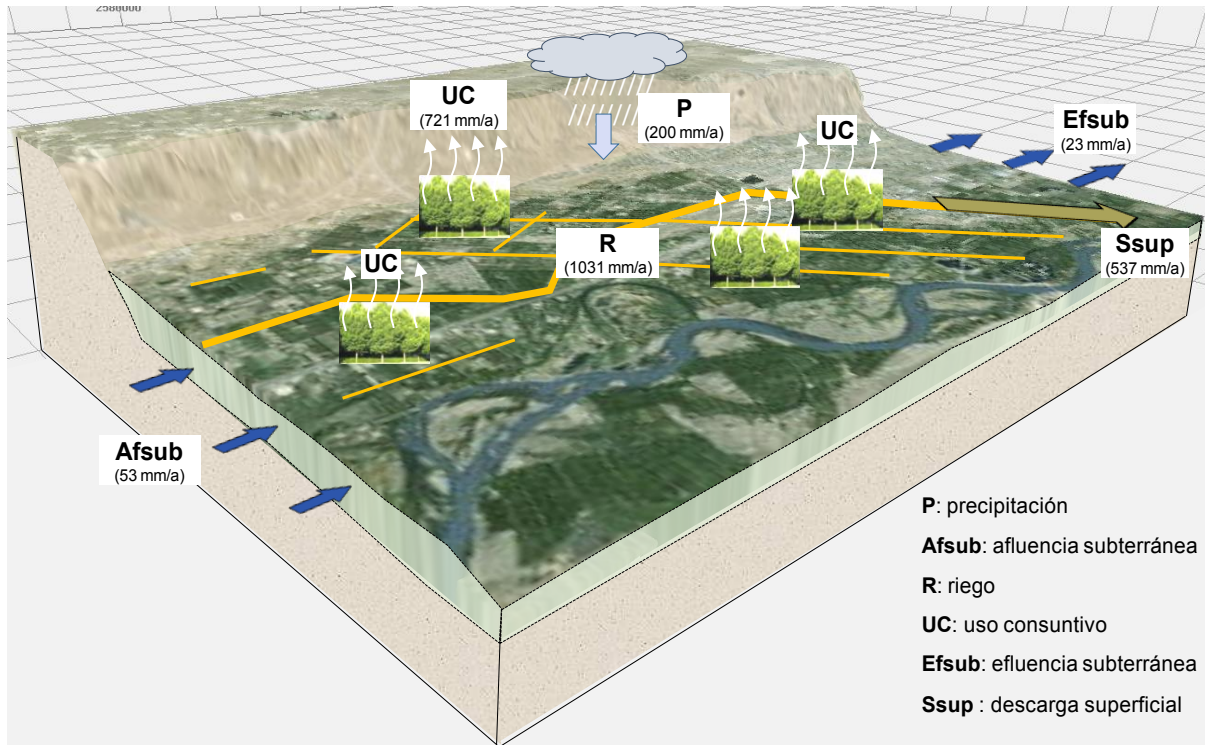 2580000
UC
(721 mm/a)
P
(200 mm/a)
UC
Efsub
(23 mm/a)
R
(1031 mm/a)
UC
Ssup
(537 mm/a)
Afsub
(53 mm/a)
P: precipitación
Afsub: afluencia subterránea
R: riego
UC: uso consuntivo
Efsub: efluencia subterránea
Ssup : descarga superficial